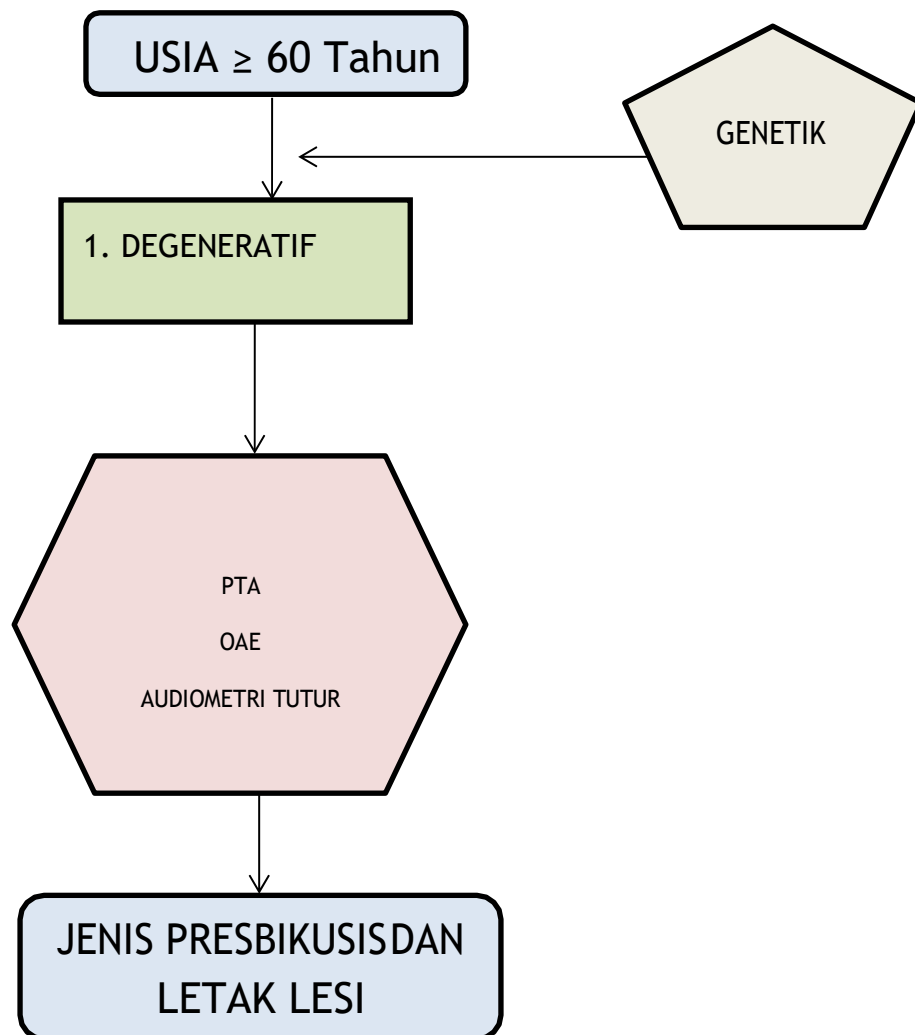 USIA ≥ 60 Tahun
GENETIK
1. DEGENERATIF
PTA
OAE
AUDIOMETRI TUTUR
JENIS PRESBIKUSISDAN
LETAK LESI